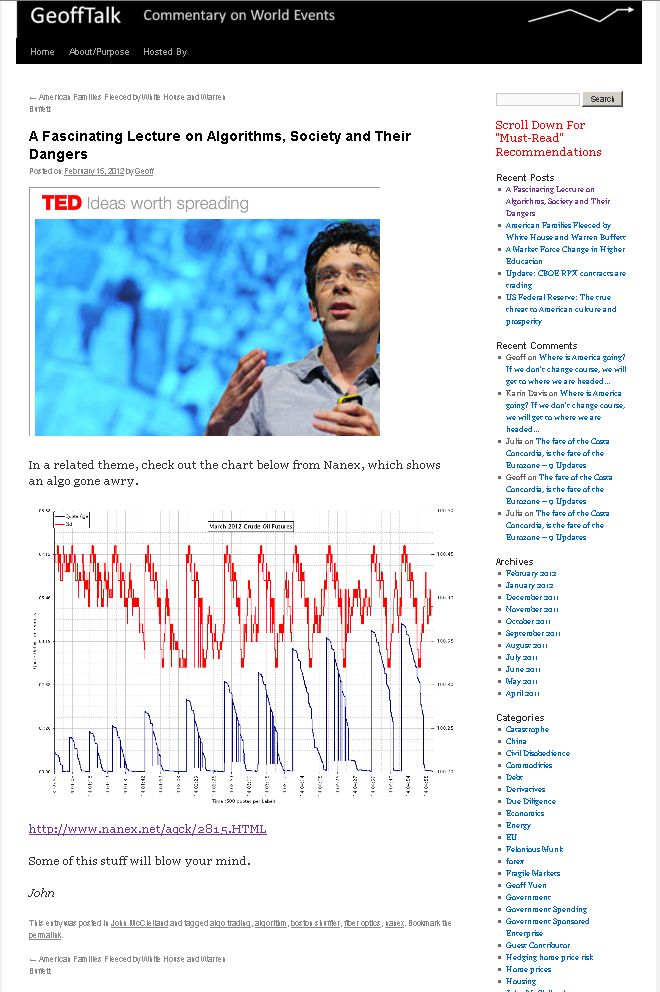 GeoffTalk Commentary on World Events
Home About/Purpose Hosted By
← American Families Fleeced by White House and Warren
Buffett
A Fascinating Lecture on Algorithms, Society and Their
Dangers
Posted on February 15, 2012 by Geoff
TED Ideas worth spreading
In a related theme, check out the chart below from Nanex, which shows
an algo gone awry.
Quote Age
Bid
March 2012 Crude Oil Futures
100.45
100.25
Time: 500 quotes per Labels
http://www.nanex.net/aqck/2815.HTML
Some of this stuff will blow your mind.
John
This entry was posted in John McClelland and tagged algo trading, algorithm, boston shuffler, fiber optics, nanex. Bookmark the
permalink.
← American Families Fleeced by White House and Warren
Buffett
Search
Scroll Down For
"Must-Read"
Recommendations
Recent Posts
A Fascinating Lecture on
Algorithms, Society and Their
Dangers
American Families Fleeced by
White House and Warren Buffett
A Market Force Change in Higher
Education
Update: CBOE RPX contracts are
trading
US Federal Reserve: The true
threat to American culture and
prosperity
Recent Comments
Geoff on Where is America going?
If we don't change course, we will
get to where we are headed…
Karin Davis on Where is America
going? If we don't change course,
we will get to where we are
headed…
Julia on The fate of the Costa
Concordia, is the fate of the
Eurozone – 9 Updates
Geoff on The fate of the Costa
Concordia, is the fate of the
Eurozone – 9 Updates
Julia on The fate of the Costa
Concordia, is the fate of the
Eurozone – 9 Updates
Archives
February 2012
January 2012
December 2011
November 2011
October 2011
September 2011
August 2011
July 2011
June 2011
May 2011
April 2011
Categories
Catastrophe
China
Civil Disobedience
Commodities
Debt
Derivatives
Due Diligence
Economics
Energy
EU
Felonious Munk
forex
Fragile Markets
Geoff Yuen
Government
Government Spending
Government Sponsored
Enterprise
Guest Contributor
Hedging home price risk
Home prices
Housing